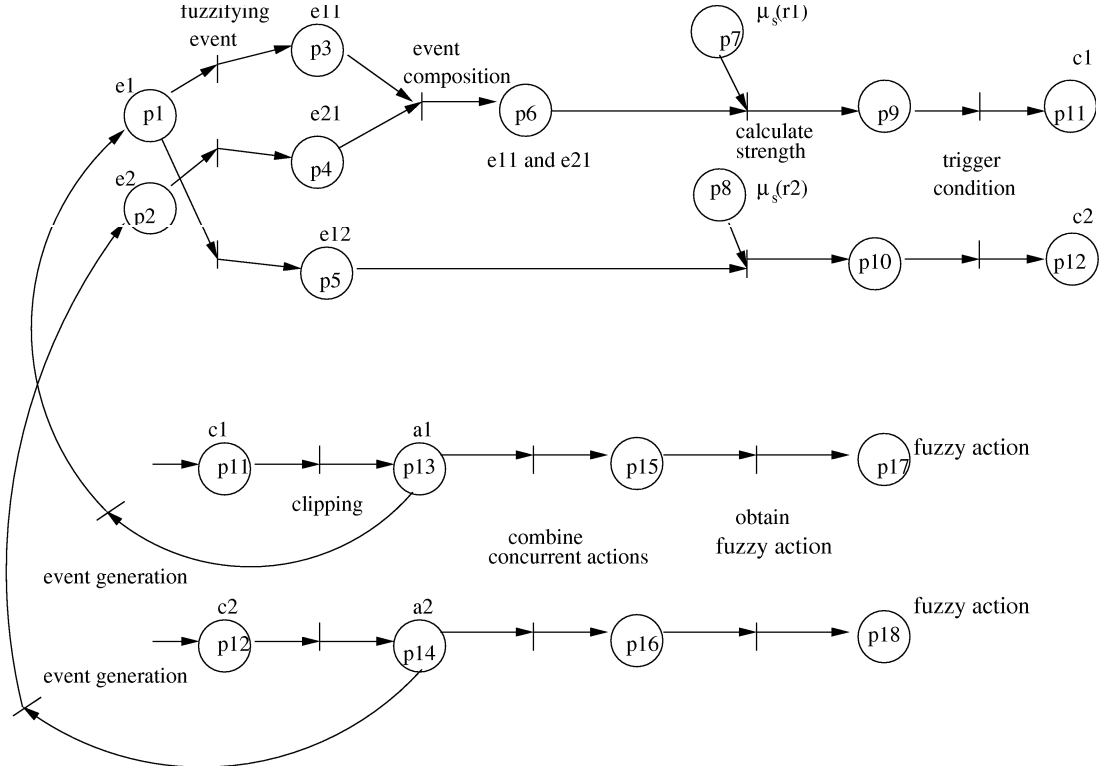 fuzzifying
event
e11
p3
event
composition
μs(r1)
p7
c1
e1
p1
e21
p4
p6
e11 and e21
calculate
strength
p9
p11
trigger
condition
e2
p2
p8
μs(r2)
c2
e12
p5
p10
p12
c1
p11
clipping
a1
p13
p15
p17
fuzzy action
combine
concurrent actions
obtain
fuzzy action
event generation
c2
p12
a2
p14
p16
p18
fuzzy action
event generation